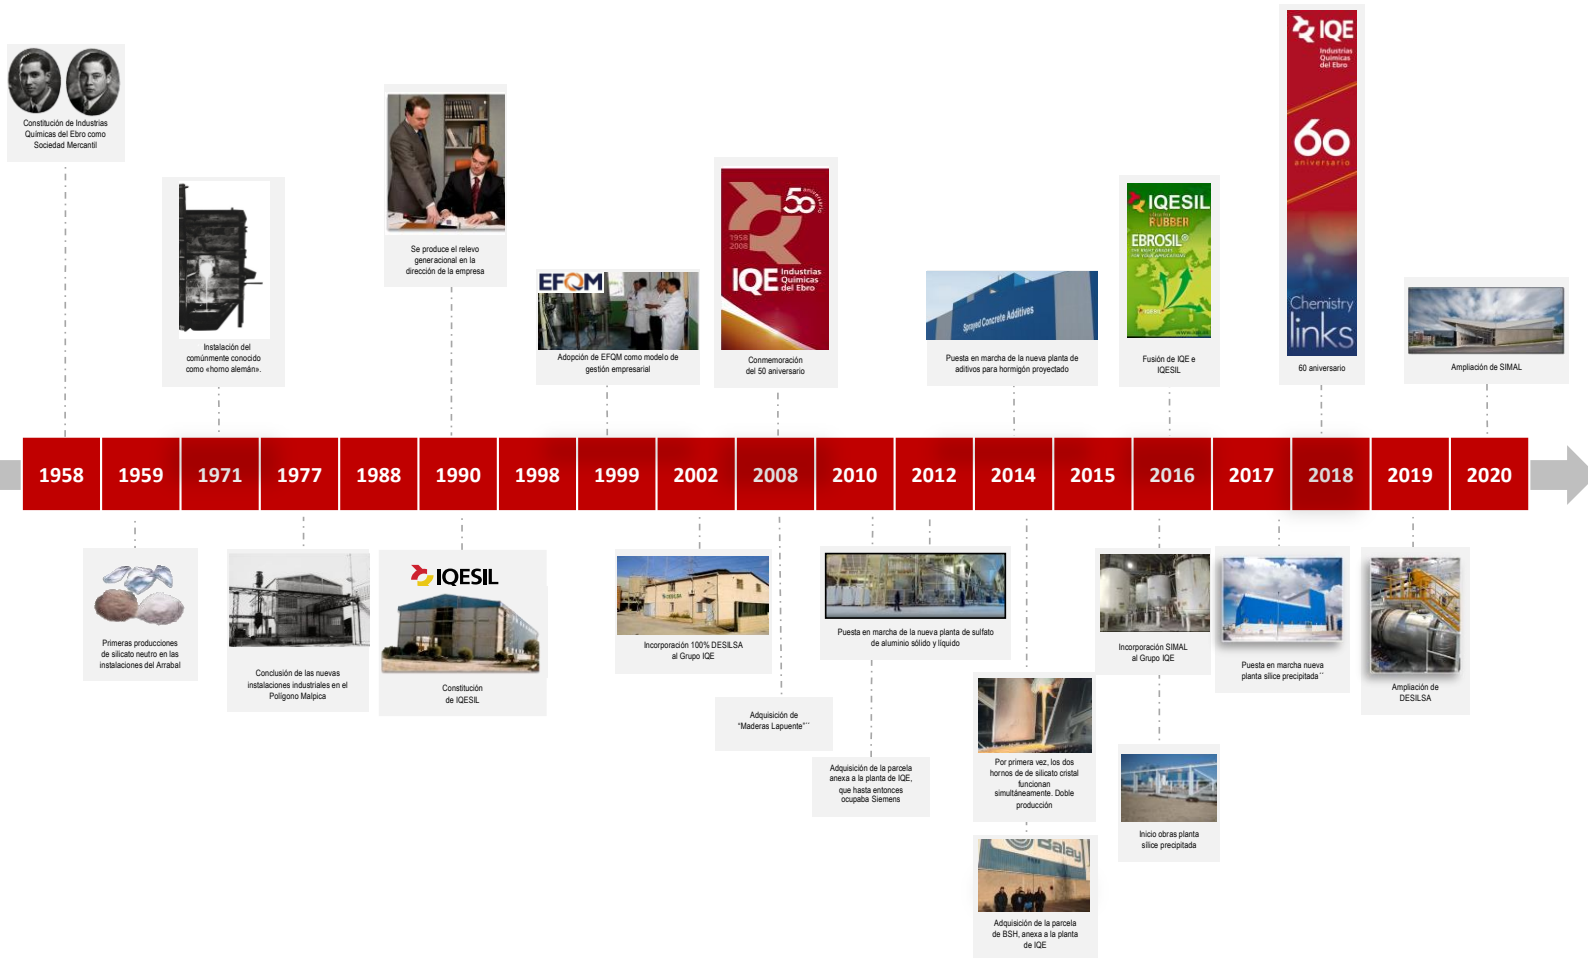 Constitución de Industrias
Químicas del Ebro como
Sociedad Mercantil
Instalación del
comúnmente conocido
como «horno alemán».
Se produce el relevo
generacional en la
dirección de la empresa
EFQM
Adopción de EFQM como modelo de
gestión empresarial
50
aniversario
1958
2008
IQE
Industrias
Químicas
del Ebro
Conmemoración
del 50 aniversario
Sprayed Concrete Additives
Puesta en marcha de la nueva planta de
aditivos para hormigón proyectado
IQESIL
RUBBER
EBROSIL®
THE RIGHT GRADES
FOR YOUR APPLICATIONS
IQESIL
Fusión de IQE e
IQESIL
IQE
Industrias
Químicas
del Ebro
60
aniversario
Chemistry
links
60 aniversario
Ampliación de SIMAL
1958 1959 1971 1977 1988 1990 1998 1999 2002 2008 2010 2012 2014 2015 2016 2017 2018 2019 2020
Primeras producciones
de silicato neutro en las
instalaciones del Arrabal
Conclusión de las nuevas
instalaciones industriales en el
Polígono Malpica
IQESIL
Constitución
de IQESIL
DESILSA
Incorporación 100% DESILSA
al Grupo IQE
Adquisición de
“Maderas Lapuente”¨
Puesta en marcha de la nueva planta de sulfato
de aluminio sólido y líquido
Adquisición de la parcela
anexa a la planta de IQE,
que hasta entonces
ocupaba Siemens
Por primera vez, los dos
hornos de de silicato cristal
funcionan
simultáneamente. Doble
producción
Balay
Adquisición de la parcela
de BSH, anexa a la planta
de IQE
Incorporación SIMAL
al Grupo IQE
Inicio obras planta
sílice precipitada
Puesta en marcha nueva
planta sílice precipitada¨
Ampliación de
DESILSA